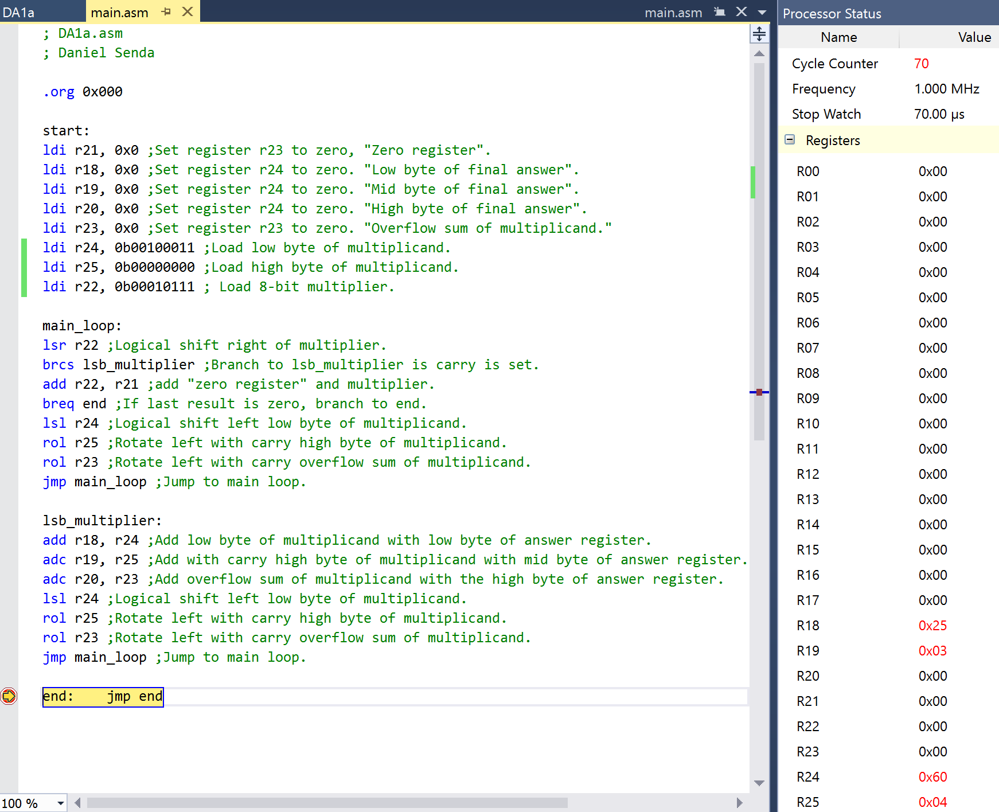 DA1a
main.asm
main.asm
; DA1a.asm
; Daniel Senda
.org 0x000
start:
ldi r21, 0x0 ;Set register r23 to zero, "Zero register".
ldi r18, 0x0 ;Set register r24 to zero. "Low byte of final answer".
ldi r19, 0x0 ;Set register r24 to zero. "Mid byte of final answer".
ldi r20, 0x0 ;Set register r24 to zero. "High byte of final answer".
ldi r23, 0x0 ;Set register r23 to zero. "Overflow sum of multiplicand."
ldi r24, 0b00100011 ;Load low byte of multiplicand.
ldi r25, 0b00000000 ;Load high byte of multiplicand.
ldi r22, 0b00010111 ; Load 8-bit multiplier.
main_loop:
lsr r22 ;Logical shift right of multiplier.
brcs lsb_multiplier ;Branch to lsb_multiplier is carry is set.
add r22, r21 ;add "zero register" and multiplier.
breq end ;If last result is zero, branch to end.
lsl r24 ;Logical shift left low byte of multiplicand.
rol r25 ;Rotate left with carry high byte of multiplicand.
rol r23 ;Rotate left with carry overflow sum of multiplicand.
jmp main_loop ;Jump to main loop.
lsb_multiplier:
add r18, r24 ;Add low byte of multiplicand with low byte of answer register.
adc r19, r25 ;Add with carry high byte of multiplicand with mid byte of answer register.
adc r20, r23 ;Add overflow sum of multiplicand with the high byte of answer register.
lsl r24 ;Logical shift left low byte of multiplicand.
rol r25 ;Rotate left with carry high byte of multiplicand.
rol r23 ;Rotate left with carry overflow sum of multiplicand.
jmp main_loop ;Jump to main loop.
end:    jmp end
100 %
Processor Status
Name Value
Cycle Counter 70
Frequency 1.000 MHz
Stop Watch 70.00 µs
Registers
R00 0x00
R01 0x00
R02 0x00
R03 0x00
R04 0x00
R05 0x00
R06 0x00
R07 0x00
R08 0x00
R09 0x00
R10 0x00
R11 0x00
R12 0x00
R13 0x00
R14 0x00
R15 0x00
R16 0x00
R17 0x00
R18 0x25
R19 0x03
R20 0x00
R21 0x00
R22 0x00
R23 0x00
R24 0x60
R25 0x04